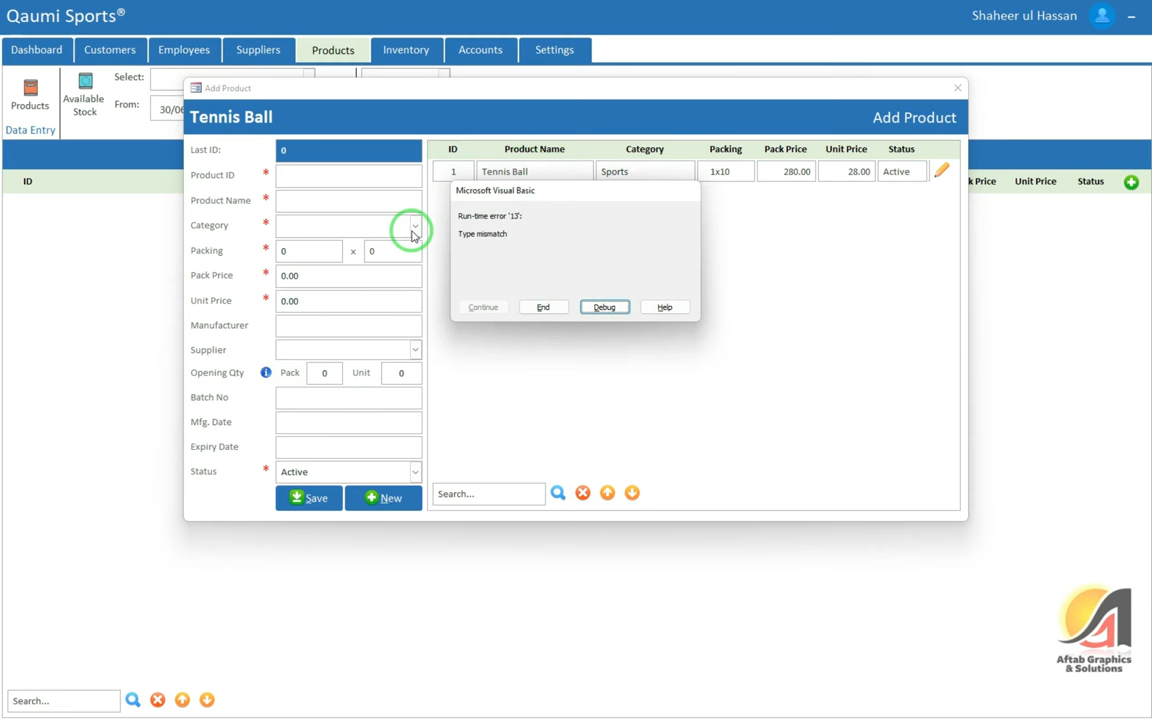 Qaumi Sports®
Shaheer ul Hassan
Dashboard
Customers
Employees
Suppliers
Products
Inventory
Accounts
Settings
Products
Data Entry
Available
Stock
Select:
From:
30/06
ID
k Price
Unit Price
Status
Add Product
Tennis Ball
Add Product
Last ID:
0
Product ID *
Product Name *
Category *
Packing * 0 x 0
Pack Price * 0.00
Unit Price * 0.00
Manufacturer
Supplier
Opening Qty Pack 0 Unit 0
Batch No
Mfg. Date
Expiry Date
Status * Active
Save
New
ID Product Name Category Packing Pack Price Unit Price Status
1 Tennis Ball Sports 1x10 280.00 28.00 Active
Microsoft Visual Basic
Run-time error '13':
Type mismatch
Continue
End
Debug
Help
Search...
Aftab Graphics
& Solutions
Search...